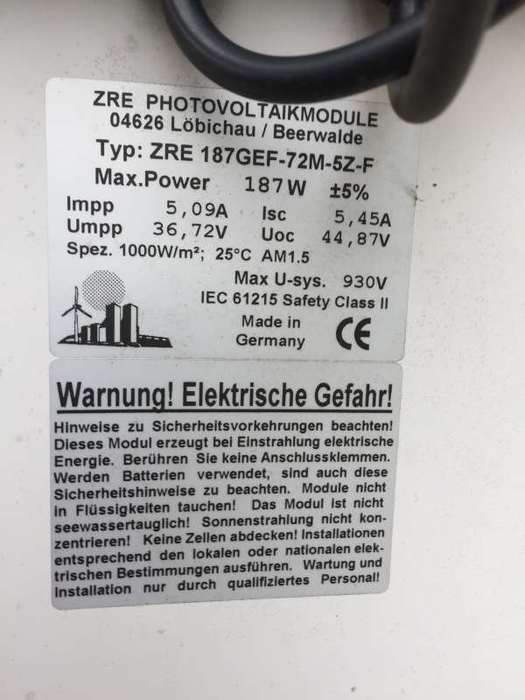 ZRE PHOTOVOLTAIKMODULE
04626 Löbichau / Beerwalde
Typ: ZRE 187GEF-72M-5Z-F
Max.Power 187W ±5%
Impp 5,09A Isc 5,45A
Umpp 36,72V Uoc 44,87V
Spez. 1000W/m²; 25°C AM1.5
Max U-sys. 930V
IEC 61215 Safety Class II
Made in
Germany CE
Warnung! Elektrische Gefahr!
Hinweise zu Sicherheitsvorkehrungen beachten!
Dieses Modul erzeugt bei Einstrahlung elektrische
Energie. Berühren Sie keine Anschlussklemmen.
Werden Batterien verwendet, sind auch diese
Sicherheitshinweise zu beachten. Module nicht
in Flüssigkeiten tauchen! Das Modul ist nicht
seewassertauglich! Sonnenstrahlung nicht kon-
zentrieren! Keine Zellen abdecken! Installationen
entsprechend den lokalen oder nationalen elek-
trischen Bestimmungen ausführen. Wartung und
Installation nur durch qualifiziertes Personal!